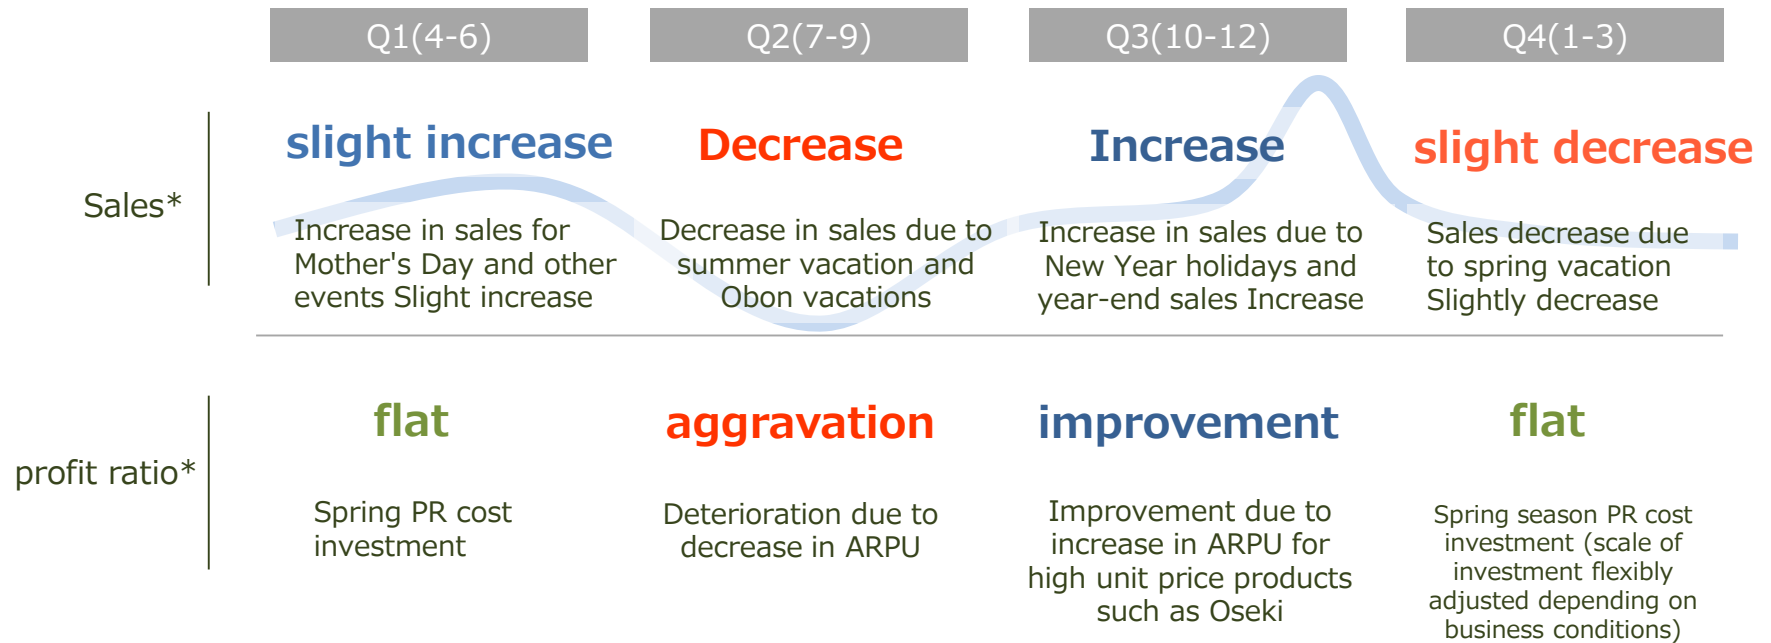 Q1(4-6)
Q2(7-9)
Q3(10-12)
Q4(1-3)
Sales*
slight increase
Increase in sales for
Mother's Day and other
events Slight increase
Decrease
Decrease in sales due to
summer vacation and
Obon vacations
Increase
Increase in sales due to
New Year holidays and
year-end sales Increase
slight decrease
Sales decrease due
to spring vacation
Slightly decrease
profit ratio*
flat
Spring PR cost
investment
aggravation
Deterioration due to
decrease in ARPU
improvement
Improvement due to
increase in ARPU for
high unit price products
such as Oseki
flat
Spring season PR cost
investment (scale of
investment flexibly
adjusted depending on
business conditions)